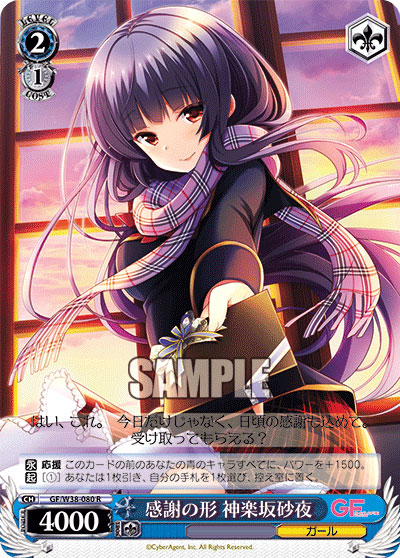 LEVEL
2
1
COST
SAMPLE
はい、これ。 今日だけじゃなく、日頃の感謝も込めて。
受け取ってもらえる？
永 応援 このカードの前のあなたの青のキャラすべてに、パワーを＋1500。
起 [①] あなたは1枚引き、自分の手札を1枚選び、控え室に置く。
CH GF/W38-080 R
4000
感謝の形 神楽坂砂夜
GF
ガール
©CyberAgent, Inc. All Rights Reserved.